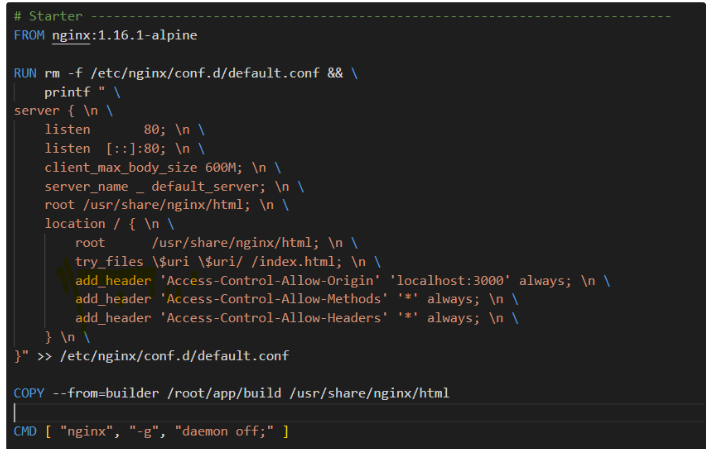 # Starter ------------------------------------------------------------------------
FROM nginx:1.16.1-alpine
RUN rm -f /etc/nginx/conf.d/default.conf && \
    printf " \
server { \n \
    listen       80; \n \
    listen  [::]:80; \n \
    client_max_body_size 600M; \n \
    server_name _ default_server; \n \
    root /usr/share/nginx/html; \n \
    location / { \n \
        root      /usr/share/nginx/html; \n \
        try_files \$uri \$uri/ /index.html; \n \
        add_header 'Access-Control-Allow-Origin' 'localhost:3000' always; \n \
        add_header 'Access-Control-Allow-Methods' '*' always; \n \
        add_header 'Access-Control-Allow-Headers' '*' always; \n \
    } \n \
}" >> /etc/nginx/conf.d/default.conf
COPY --from=builder /root/app/build /usr/share/nginx/html
CMD [ "nginx", "-g", "daemon off;" ]